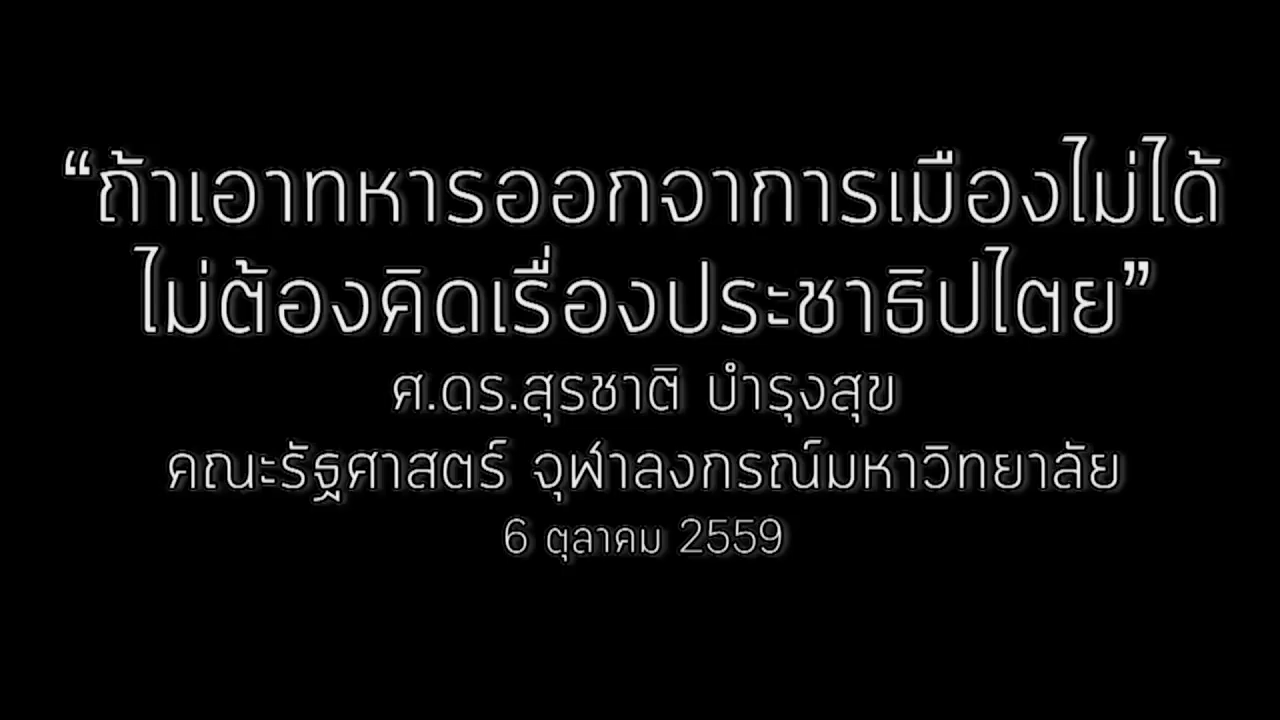 “ถ้าเอาทหารออกจาการเมืองไม่ได้
ไม่ต้องคิดเรื่องประชาธิปไตย”
ศ.ดร.สุรชาติ บำรุงสุข
คณะรัฐศาสตร์ จุฬาลงกรณ์มหาวิทยาลัย
6 ตุลาคม 2559